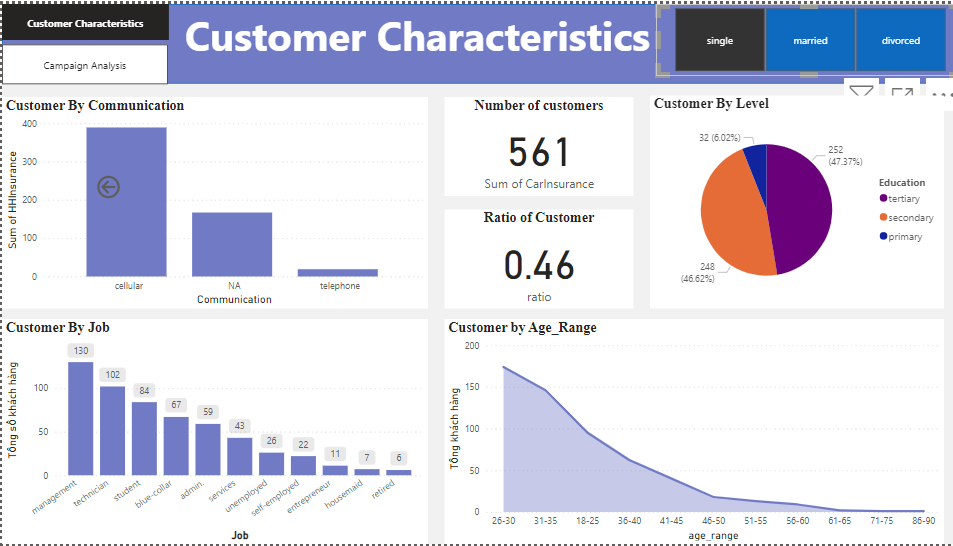 Customer Characteristics
Campaign Analysis
Customer Characteristics
single
married
divorced
Customer By Communication
Sum of HHInsurance
400
300
200
100
0
cellular
NA
telephone
Communication
Number of customers
561
Sum of CarInsurance
Ratio of Customer
0.46
ratio
Customer By Level
32 (6.02%)
252
(47.37%)
248
(46.62%)
Education
tertiary
secondary
primary
Customer By Job
Tổng số khách hàng
100
50
0
130
102
84
67
59
43
26
22
11
7
6
management
technician
student
blue-collar
admin.
services
unemployed
self-employed
entrepreneur
housemaid
retired
Job
Customer by Age_Range
Tổng khách hàng
200
150
100
50
0
26-30
31-35
18-25
36-40
41-45
46-50
51-55
56-60
61-65
71-75
86-90
age_range